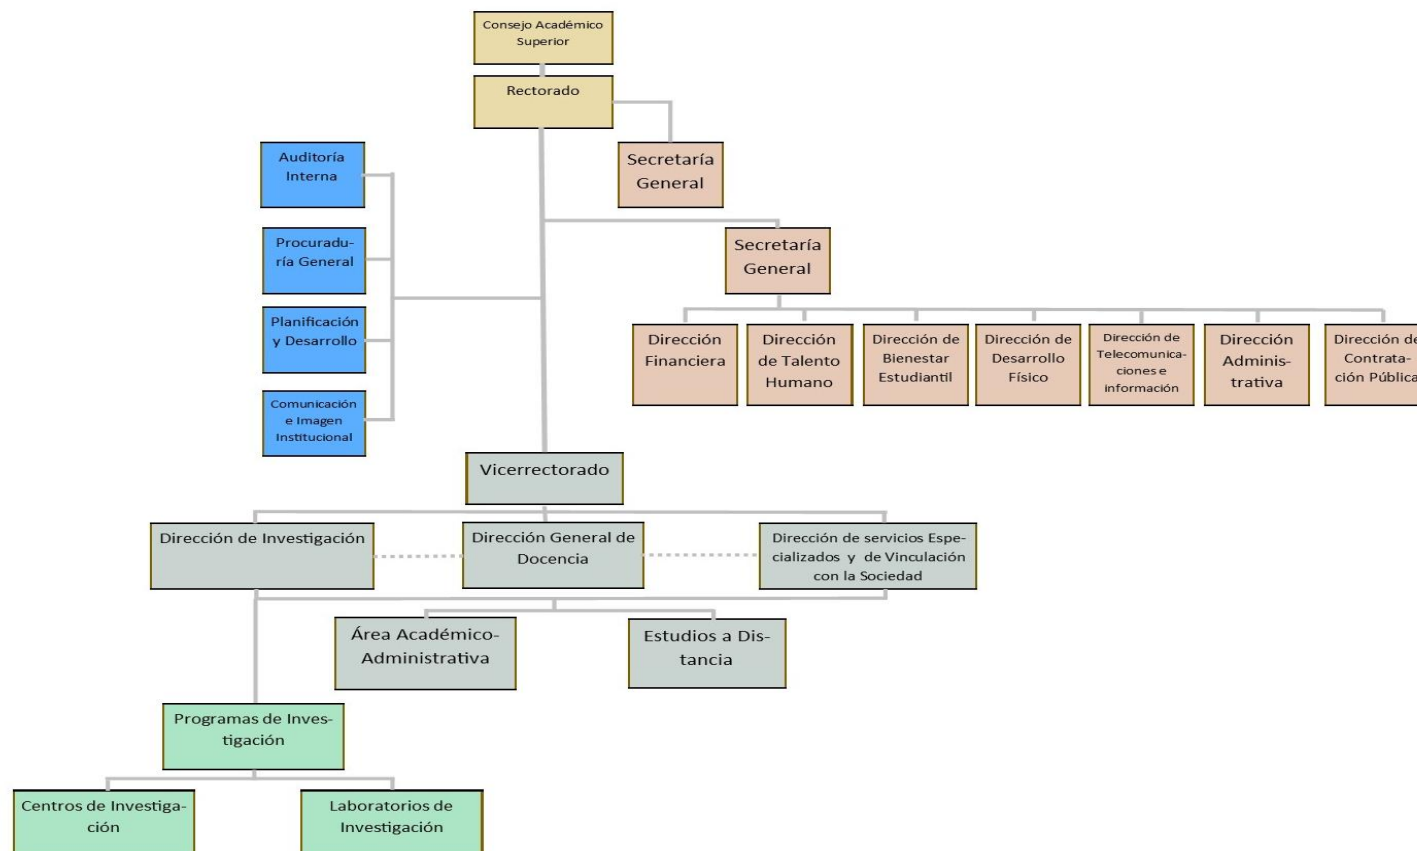 Consejo Académico
Superior
Rectorado
Auditoría
Interna
Secretaría
General
Procuradu-
ría General
Secretaría
General
Planificación
y Desarrollo
Dirección
Financiera
Dirección
de Talento
Humano
Dirección de
Bienestar
Estudiantil
Dirección de
Desarrollo
Físico
Dirección de
Telecomunica-
ciones e
información
Dirección
Adminis-
trativa
Dirección de
Contrata-
ción Pública
Comunicación
e Imagen
Institucional
Vicerrectorado
Dirección de Investigación
Dirección General de
Docencia
Dirección de servicios Espe-
cializados y de Vinculación
con la Sociedad
Área Académico-
Administrativa
Estudios a Dis-
tancia
Programas de Inves-
tigación
Centros de Investiga-
ción
Laboratorios de
Investigación